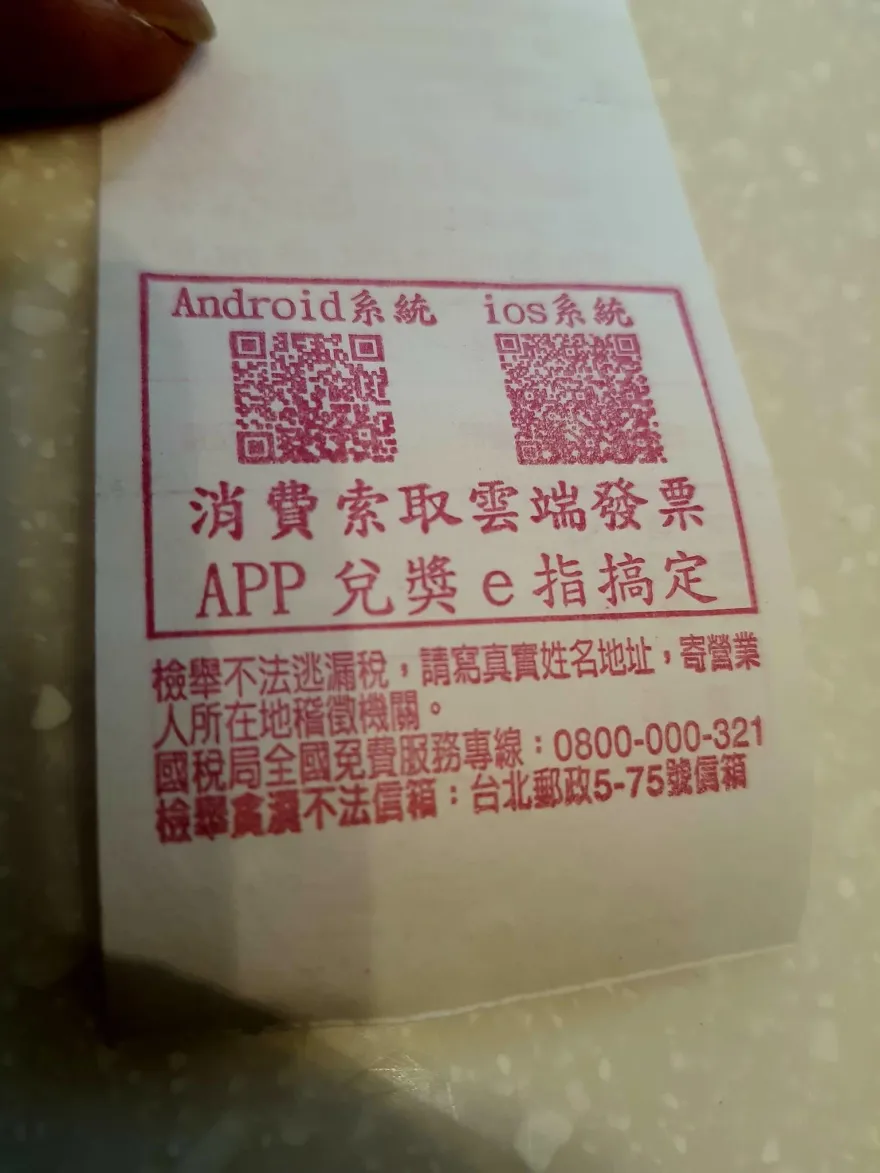 Android系統 ios系統
消費索取雲端發票
APP兌獎e指搞定
檢舉不法逃漏稅，請寫真實姓名地址，寄營業
人所在地稽徵機關。
國稅局全國免費服務專線：0800-000-321
檢舉貪瀆不法信箱：台北郵政5-75號信箱